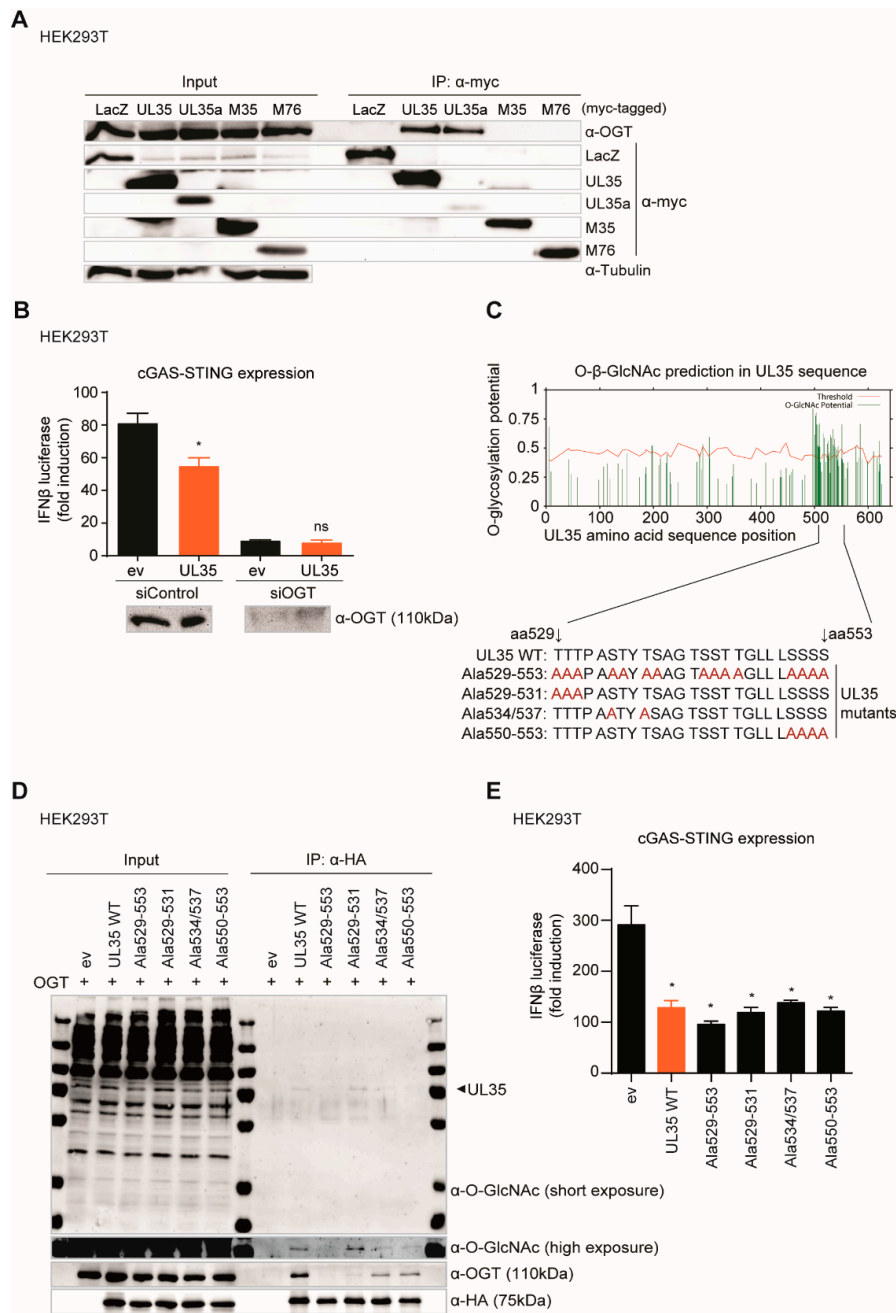 A
HEK293T
Input
IP: α-myc
LacZ UL35 UL35a M35 M76
LacZ UL35 UL35a M35 M76 (myc-tagged)
α-OGT
LacZ
UL35
UL35a
α-myc
M35
M76
α-Tubulin
B
HEK293T
cGAS-STING expression
IFNβ luciferase
(fold induction)
100
80
60
40
20
0
*
ns
ev UL35 ev UL35
siControl siOGT
α-OGT (110kDa)
C
O-β-GlcNAc prediction in UL35 sequence
O-glycosylation potential
1
0.75
0.5
0.25
0
Threshold
O-GlcNAc Potential
0 100 200 300 400 500 600
UL35 amino acid sequence position
aa529↓ ↓aa553
UL35 WT: TTTP ASTY TSAG TSST TGLL LSSSS
Ala529-553: AAAPA AAYA AAGT AAAA GLL LAAAA
Ala529-531: AAAP ASTY TSAG TSST TGLL LSSSS
Ala534/537: TTTP AATY ASAG TSST TGLL LSSSS
Ala550-553: TTTP ASTY TSAG TSST TGLL LAAAA
UL35
mutants
D
HEK293T
Input
IP: α-HA
ev
UL35 WT
Ala529-553
Ala529-531
Ala534/537
Ala550-553
ev
UL35 WT
Ala529-553
Ala529-531
Ala534/537
Ala550-553
OGT + + + + + + + + + + + +
◄UL35
α-O-GlcNAc (short exposure)
α-O-GlcNAc (high exposure)
α-OGT (110kDa)
α-HA (75kDa)
E
HEK293T
cGAS-STING expression
IFNβ luciferase
(fold induction)
400
300
200
100
0
* * * * *
ev
UL35 WT
Ala529-553
Ala529-531
Ala534/537
Ala550-553